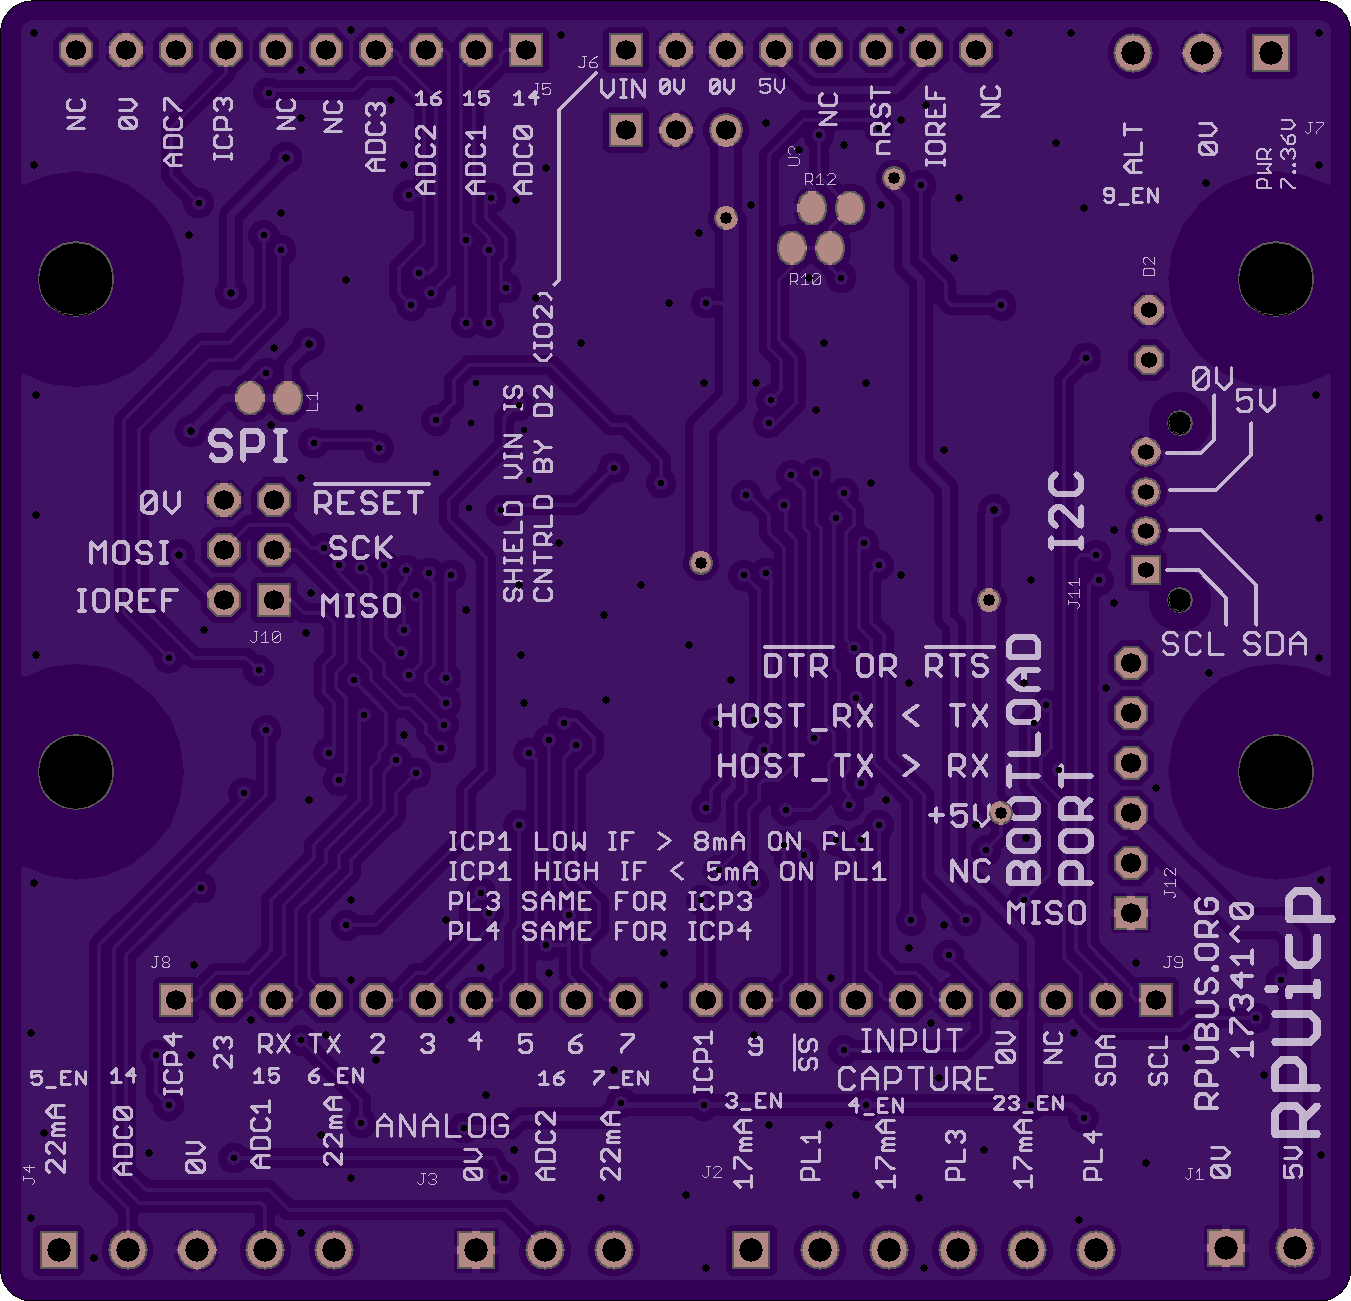 J5
J6
NC
0V
ADC7
ICP3
NC
NC
ADC3
16
ADC2
15
ADC1
14
ADC0
VIN
0V
0V
5V
NC
nRST
IOREF
NC
ALT
9_EN
0V
PWR
7..36V
J7
R12
R10
D2
SHIELD VIN IS
CNTRLD BY D2 (IO2)
L1
SPI
0V
RESET
MOSI
SCK
IOREF
MISO
J10
0V
5V
I2C
J11
SCL
SDA
DTR OR RTS
HOST_RX < TX
HOST_TX > RX
+5V
NC
MISO
BOOTLOAD
PORT
J12
ICP1 LOW IF > 8mA ON PL1
ICP1 HIGH IF < 5mA ON PL1
PL3 SAME FOR ICP3
PL4 SAME FOR ICP4
RPUBUS.ORG
17341^0
RPUicp
J8
J9
ICP4
23
RX
TX
2
3
4
5
6
7
ICP1
9
SS
INPUT
CAPTURE
0V
NC
SDA
SCL
5_EN
22mA
14
ADC0
0V
15
ADC1
6_EN
22mA
ANALOG
0V
16
ADC2
7_EN
22mA
3_EN
17mA
PL1
4_EN
17mA
PL3
23_EN
17mA
PL4
0V
5V
J4
J3
J2
J1